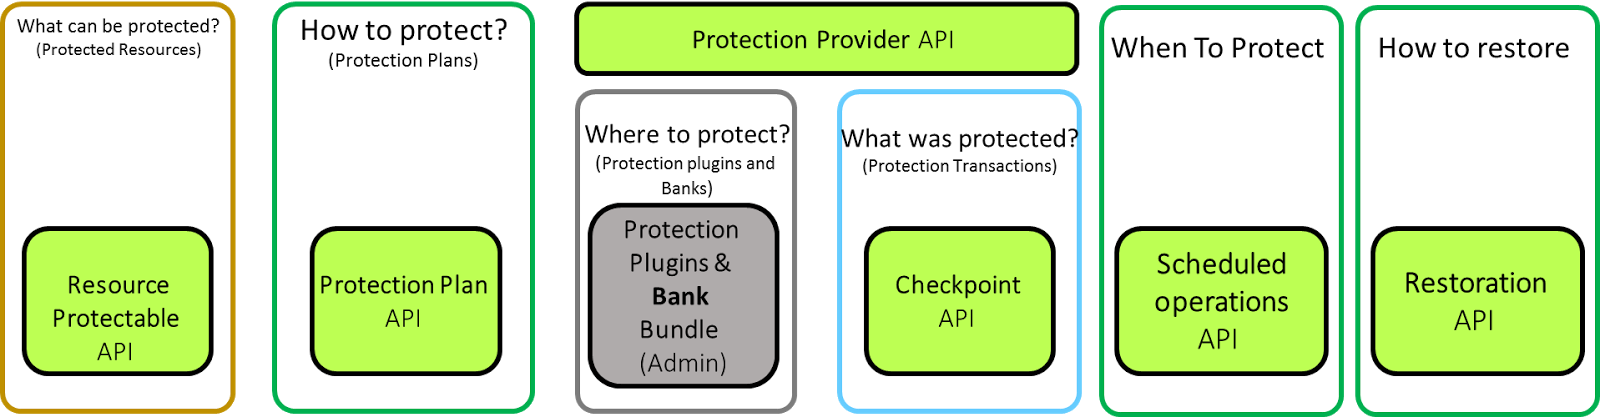 What can be protected?
(Protected Resources)
Resource
Protectable
API
How to protect?
(Protection Plans)
Protection Plan
API
Protection Provider API
Where to protect?
(Protection plugins and
Banks)
Protection
Plugins &
Bank
Bundle
(Admin)
What was protected?
(Protection Transactions)
Checkpoint
API
When To Protect
Scheduled
operations
API
How to restore
Restoration
API